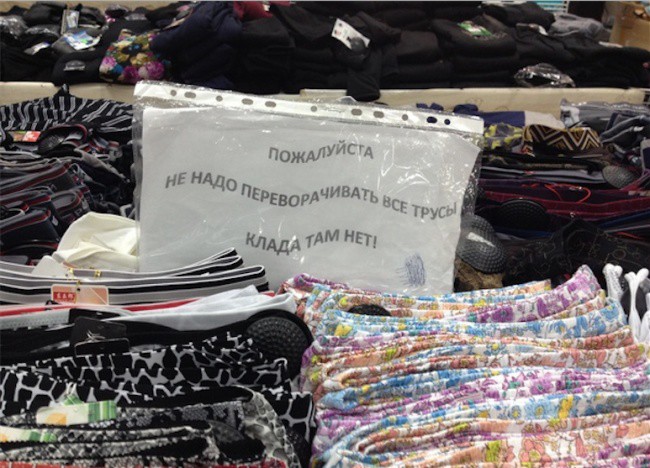 ПОЖАЛУЙСТА
НЕ НАДО ПЕРЕВОРАЧИВАТЬ ВСЕ ТРУСЫ
КЛАДА ТАМ НЕТ!